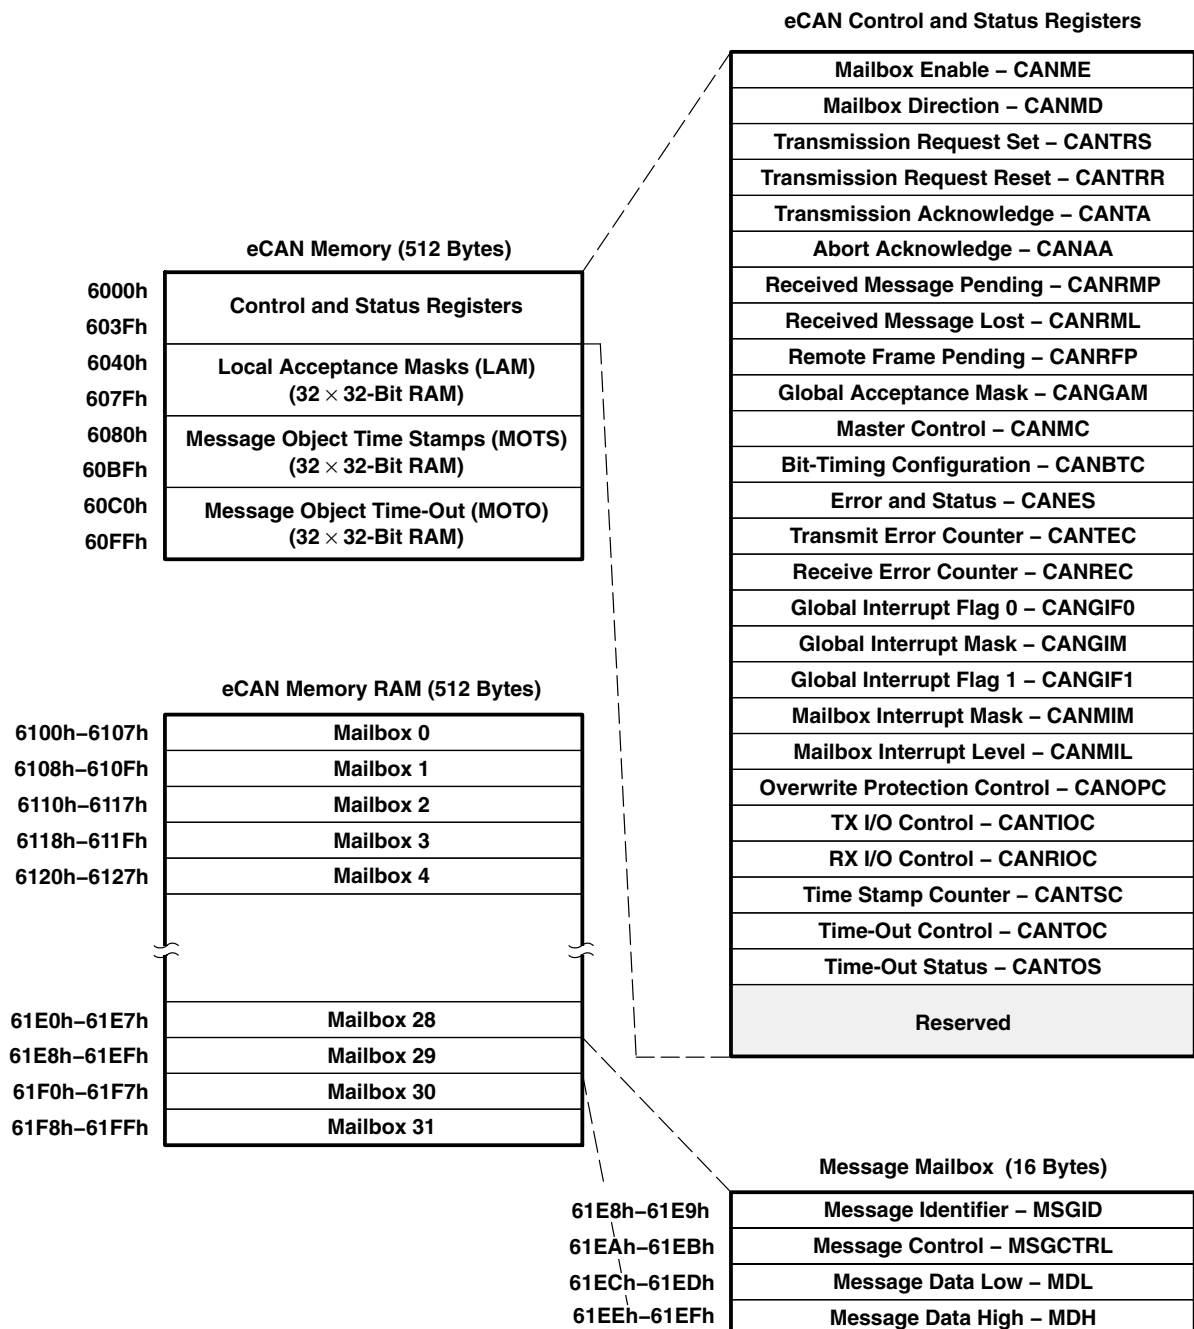 eCAN Control and Status Registers
Mailbox Enable – CANME
Mailbox Direction – CANMD
Transmission Request Set – CANTRS
Transmission Request Reset – CANTRR
Transmission Acknowledge – CANTA
Abort Acknowledge – CANAA
Received Message Pending – CANRMP
Received Message Lost – CANRML
Remote Frame Pending – CANRFP
Global Acceptance Mask – CANGAM
Master Control – CANMC
Bit-Timing Configuration – CANBTC
Error and Status – CANES
Transmit Error Counter – CANTEC
Receive Error Counter – CANREC
Global Interrupt Flag 0 – CANGIF0
Global Interrupt Mask – CANGIM
Global Interrupt Flag 1 – CANGIF1
Mailbox Interrupt Mask – CANMIM
Mailbox Interrupt Level – CANMIL
Overwrite Protection Control – CANOPC
TX I/O Control – CANTIOC
RX I/O Control – CANRIOC
Time Stamp Counter – CANTSC
Time-Out Control – CANTOC
Time-Out Status – CANTOS
Reserved
eCAN Memory (512 Bytes)
6000h
Control and Status Registers
603Fh
6040h
Local Acceptance Masks (LAM)
(32 × 32-Bit RAM)
607Fh
6080h
Message Object Time Stamps (MOTS)
(32 × 32-Bit RAM)
60BFh
60C0h
Message Object Time-Out (MOTO)
(32 × 32-Bit RAM)
60FFh
eCAN Memory RAM (512 Bytes)
6100h–6107h Mailbox 0
6108h–610Fh Mailbox 1
6110h–6117h Mailbox 2
6118h–611Fh Mailbox 3
6120h–6127h Mailbox 4
61E0h–61E7h Mailbox 28
61E8h–61EFh Mailbox 29
61F0h–61F7h Mailbox 30
61F8h–61FFh Mailbox 31
Message Mailbox (16 Bytes)
61E8h–61E9h Message Identifier – MSGID
61EAh–61EBh Message Control – MSGCTRL
61ECh–61EDh Message Data Low – MDL
61EEh–61EFh Message Data High – MDH